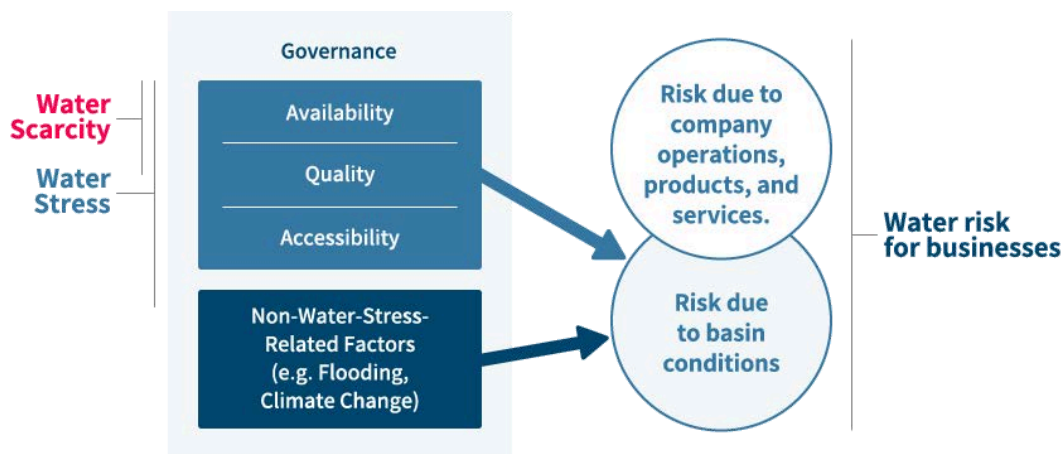 Governance
Water
Scarcity
Water
Stress
Availability
Quality
Accessibility
Non-Water-Stress-
Related Factors
(e.g. Flooding,
Climate Change)
Risk due to
company
operations,
products, and
services.
Risk due
to basin
conditions
Water risk
for businesses